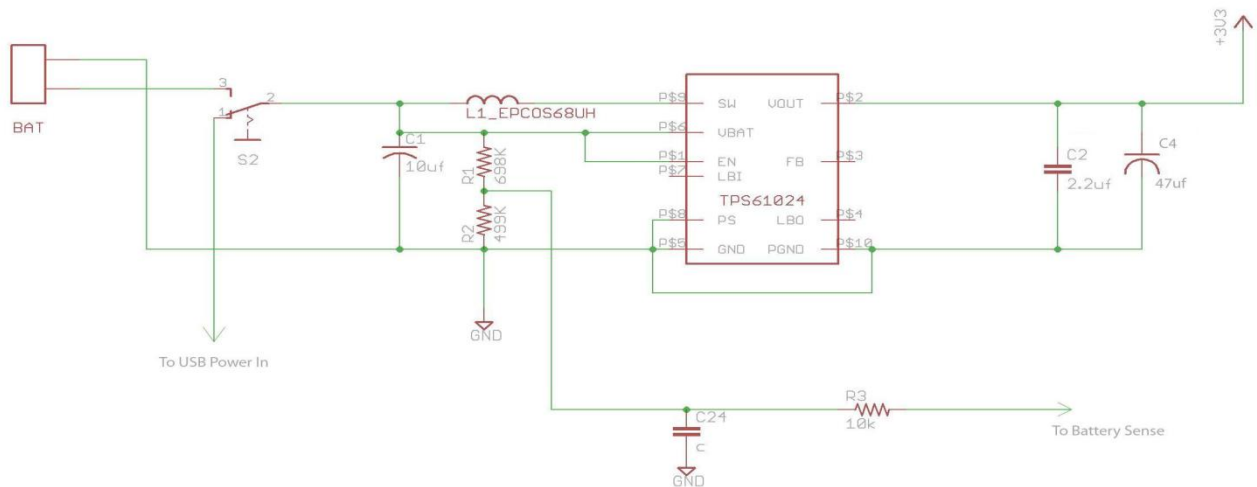 +3V3
BAT
3
2
1
S2
To USB Power In
L1_EPCOS68UH
C1
10uf
R1
698K
R2
499K
GND
P$9
SW
VOUT
P$2
P$6
VBAT
P$1
EN
FB
P$3
P$7
LBI
TPS61024
P$8
PS
LBO
P$4
P$5
GND
PGND
P$10
C2
2.2uf
C4
47uf
C24
C
GND
R3
10k
To Battery Sense